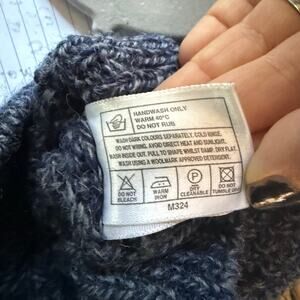 HANDWASH ONLY
WARM 40°C
DO NOT RUB
WASH DARK COLOURS SEPARATELY. COLD RINSE.
DO NOT WRING. AVOID DIRECT HEAT AND SUNLIGHT.
WASH INSIDE OUT. PULL TO SHAPE WHILST DAMP. DRY FLAT.
WASH USING A WOOLMARK APPROVED DETERGENT.
P
DO NOT BLEACH
WARM IRON
DRY CLEANABLE
DO NOT TUMBLE DRY
M324